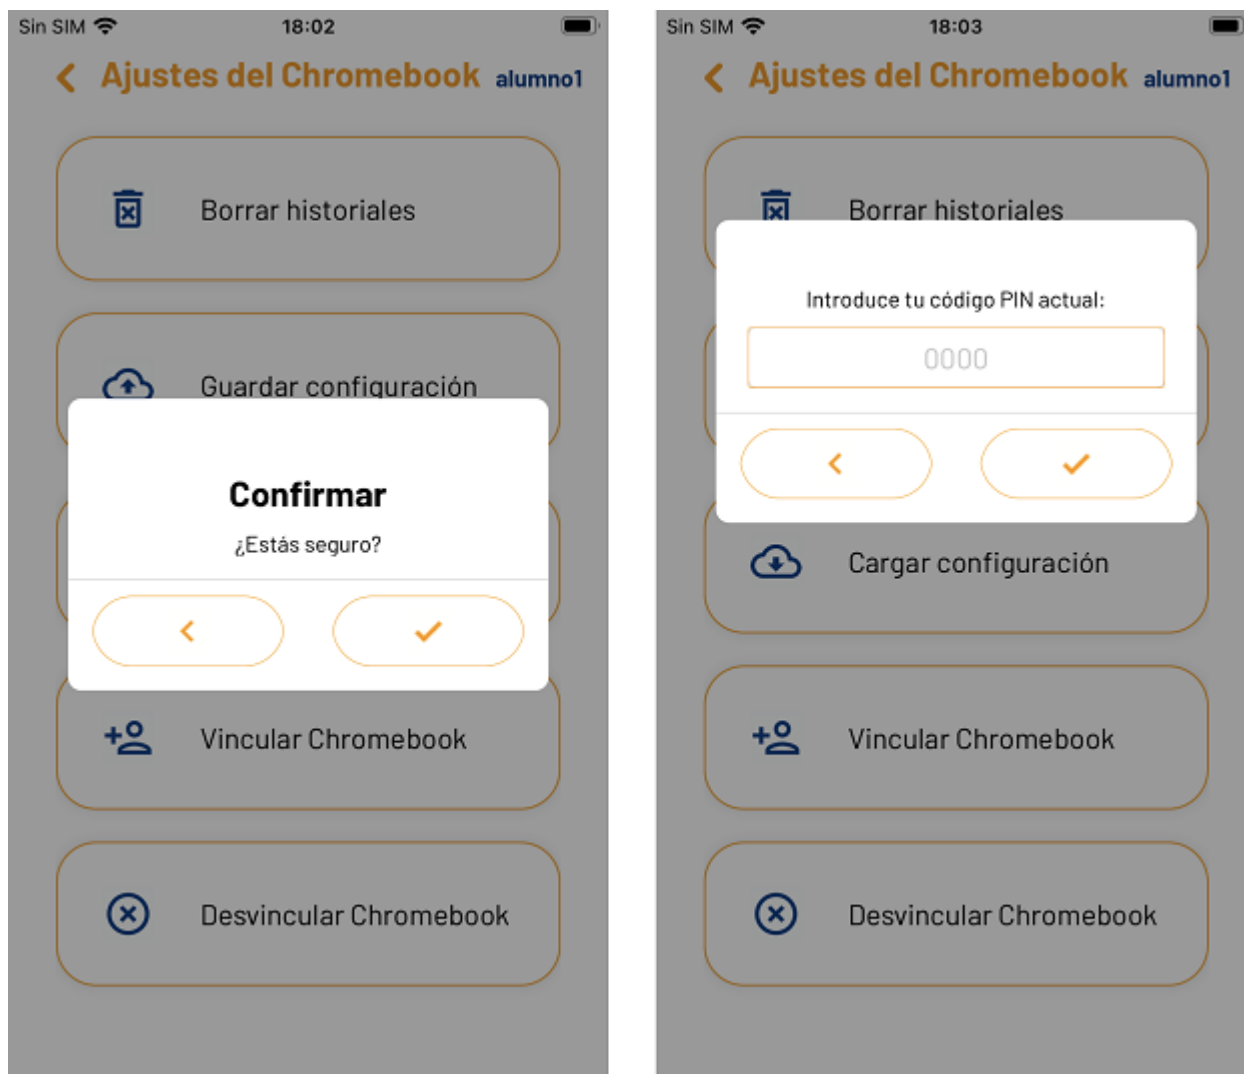 Sin SIM 18:02
Ajustes del Chromebook alumno1
Borrar historiales
Guardar configuración
Confirmar
¿Estás seguro?
Vincular Chromebook
Desvincular Chromebook
Sin SIM 18:03
Ajustes del Chromebook alumno1
Borrar historiales
Introduce tu código PIN actual:
0000
Cargar configuración
Vincular Chromebook
Desvincular Chromebook